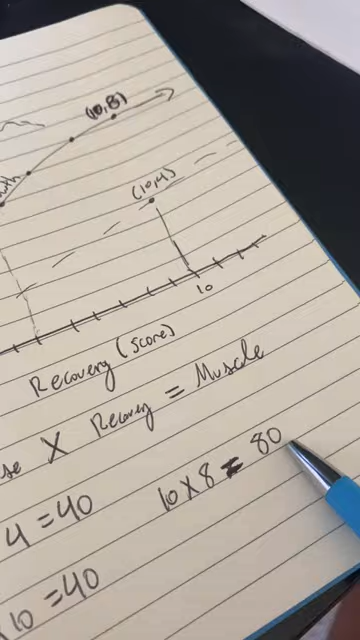 (10,8)
(10,4)
10
Recovery (score)
X Recovery = Muscle
4 = 40
10 X 8 = 80
10 = 40